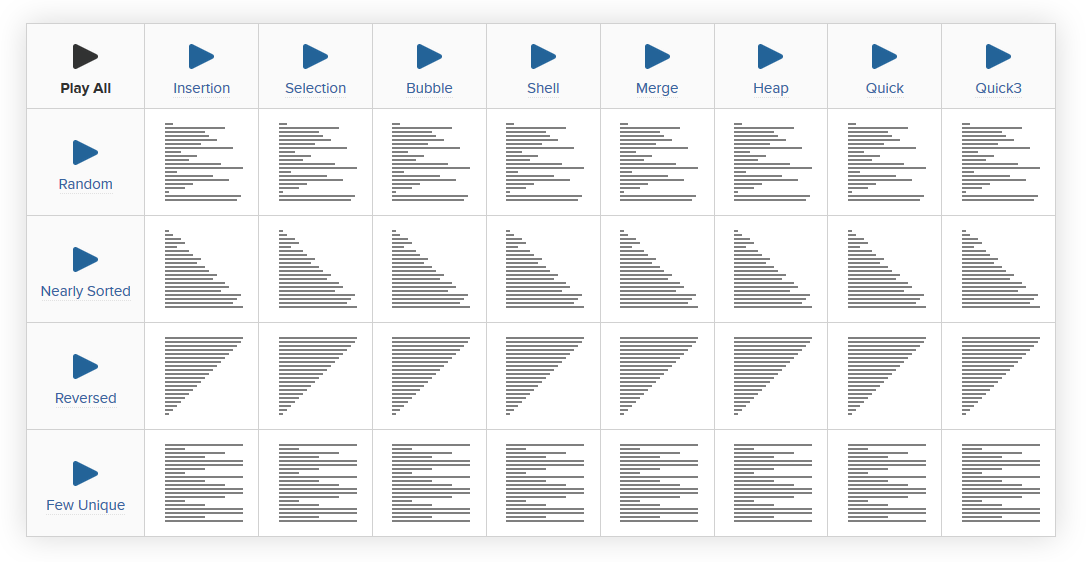 Play All
Insertion
Selection
Bubble
Shell
Merge
Heap
Quick
Quick3
Random
Nearly Sorted
Reversed
Few Unique